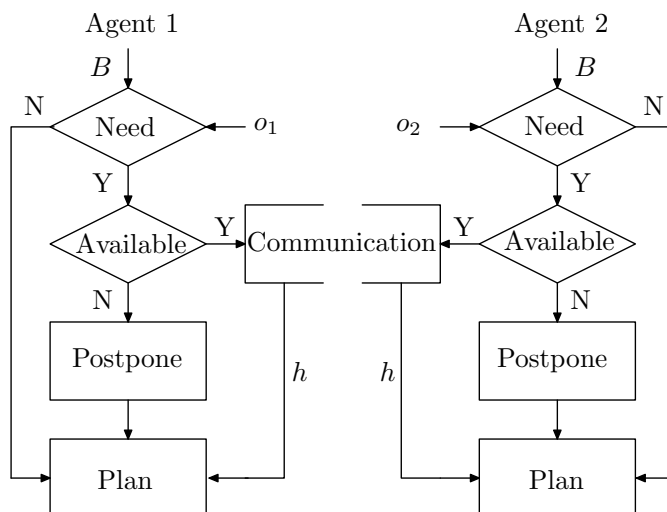 Agent 1 Agent 2
B B
N Need o₁ o₂ Need N
Y Y
Available Y Communication Y Available
N N
Postpone h h Postpone
Plan Plan